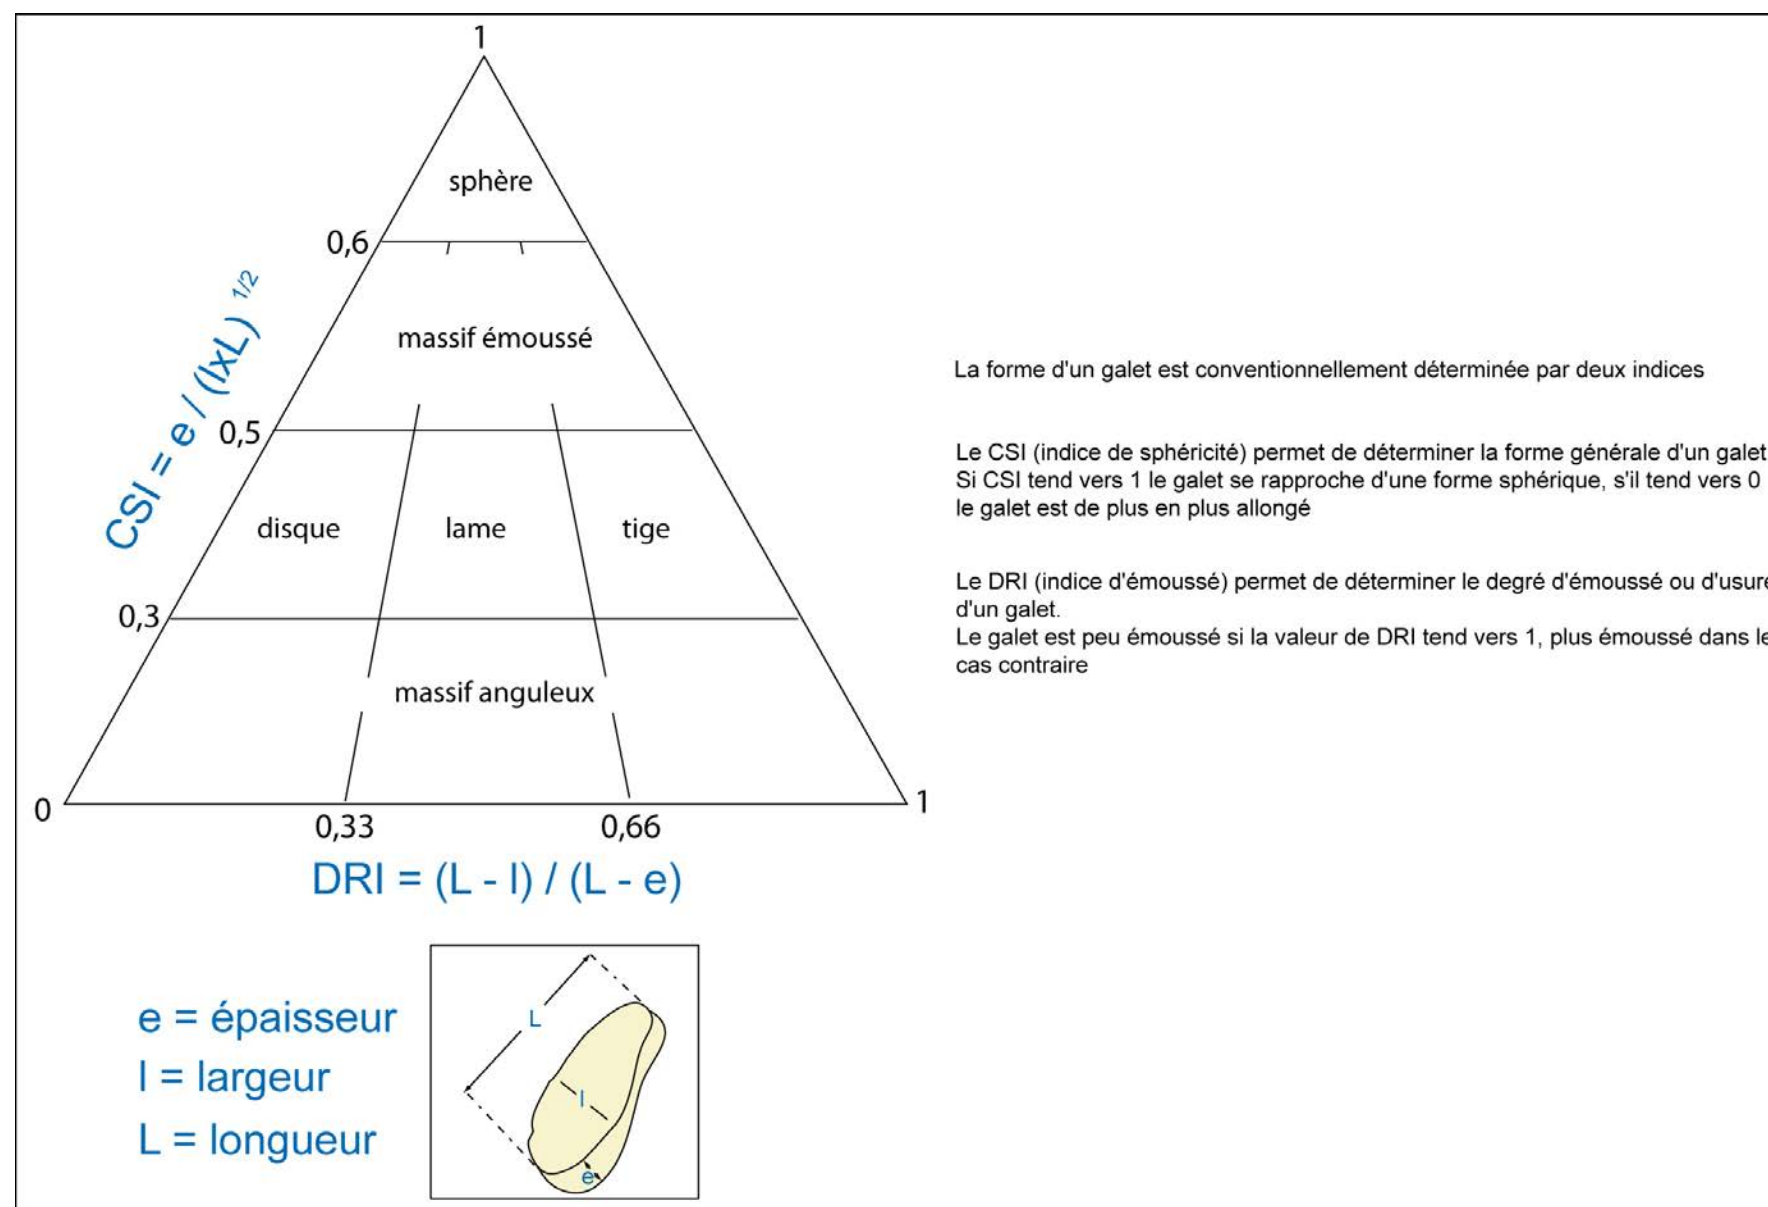 1
sphère
0,6
massif émoussé
CSI = e / (lxL) 1/2
0,5
disque
lame
tige
0,3
massif anguleux
0
1
0,33
0,66
DRI = (L - l) / (L - e)
e = épaisseur
l = largeur
L = longueur
L
l
e
La forme d'un galet est conventionnellement déterminée par deux indices
Le CSI (indice de sphéricité) permet de déterminer la forme générale d'un galet
Si CSI tend vers 1 le galet se rapproche d'une forme sphérique, s'il tend vers 0
le galet est de plus en plus allongé
Le DRI (indice d'émoussé) permet de déterminer le degré d'émoussé ou d'usure
d'un galet.
Le galet est peu émoussé si la valeur de DRI tend vers 1, plus émoussé dans le
cas contraire